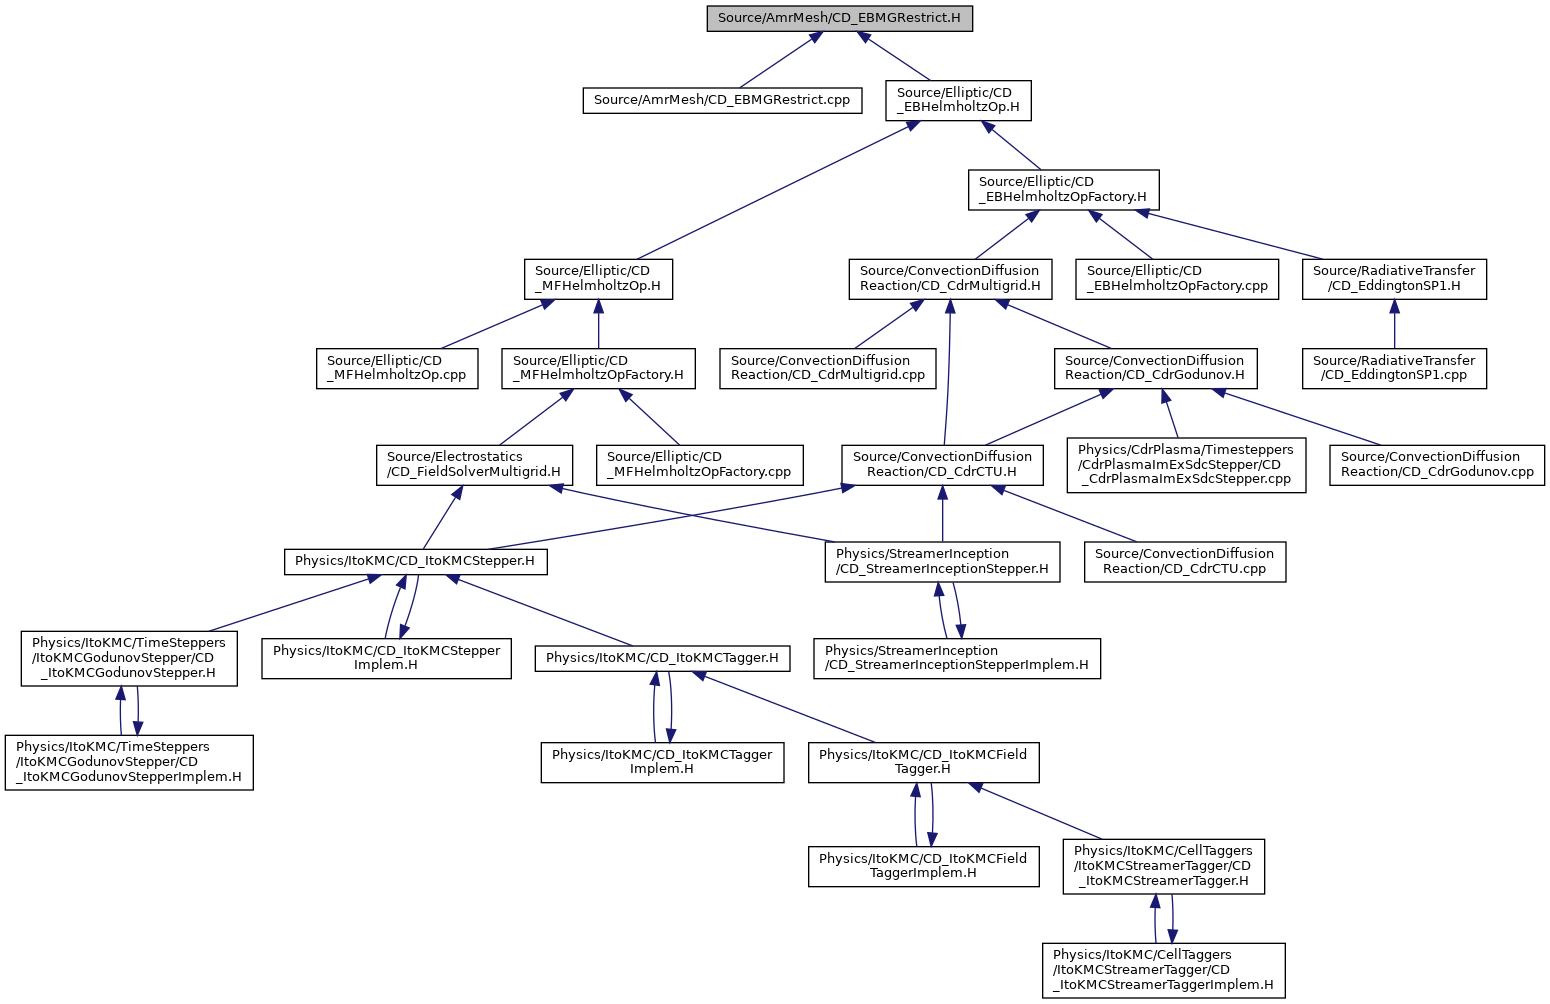 Source/AmrMesh/CD_EBMGRestrict.H
Source/AmrMesh/CD_EBMGRestrict.cpp
Source/Elliptic/CD
_EBHelmholtzOp.H
Source/Elliptic/CD
_EBHelmholtzOpFactory.H
Source/Elliptic/CD
_MFHelmholtzOp.H
Source/ConvectionDiffusion
Reaction/CD_CdrMultigrid.H
Source/Elliptic/CD
_EBHelmholtzOpFactory.cpp
Source/RadiativeTransfer
/CD_EddingtonSP1.H
Source/Elliptic/CD
_MFHelmholtzOp.cpp
Source/Elliptic/CD
_MFHelmholtzOpFactory.H
Source/ConvectionDiffusion
Reaction/CD_CdrMultigrid.cpp
Source/ConvectionDiffusion
Reaction/CD_CdrGodunov.H
Source/RadiativeTransfer
/CD_EddingtonSP1.cpp
Source/Electrostatics
/CD_FieldSolverMultigrid.H
Source/Elliptic/CD
_MFHelmholtzOpFactory.cpp
Source/ConvectionDiffusion
Reaction/CD_CdrCTU.H
Physics/CdrPlasma/Timesteppers
/CdrPlasmaImExSdcStepper/CD
_CdrPlasmaImExSdcStepper.cpp
Source/ConvectionDiffusion
Reaction/CD_CdrGodunov.cpp
Physics/ItoKMC/CD_ItoKMCStepper.H
Physics/StreamerInception
/CD_StreamerInceptionStepper.H
Source/ConvectionDiffusion
Reaction/CD_CdrCTU.cpp
Physics/ItoKMC/TimeSteppers
/ItoKMCGodunovStepper/CD
_ItoKMCGodunovStepper.H
Physics/ItoKMC/CD_ItoKMCStepper
Implem.H
Physics/ItoKMC/CD_ItoKMCTagger.H
Physics/StreamerInception
/CD_StreamerInceptionStepperImplem.H
Physics/ItoKMC/TimeSteppers
/ItoKMCGodunovStepper/CD
_ItoKMCGodunovStepperImplem.H
Physics/ItoKMC/CD_ItoKMCTagger
Implem.H
Physics/ItoKMC/CD_ItoKMCField
Tagger.H
Physics/ItoKMC/CD_ItoKMCField
TaggerImplem.H
Physics/ItoKMC/CellTaggers
/ItoKMCStreamerTagger/CD
_ItoKMCStreamerTagger.H
Physics/ItoKMC/CellTaggers
/ItoKMCStreamerTagger/CD
_ItoKMCStreamerTaggerImplem.H